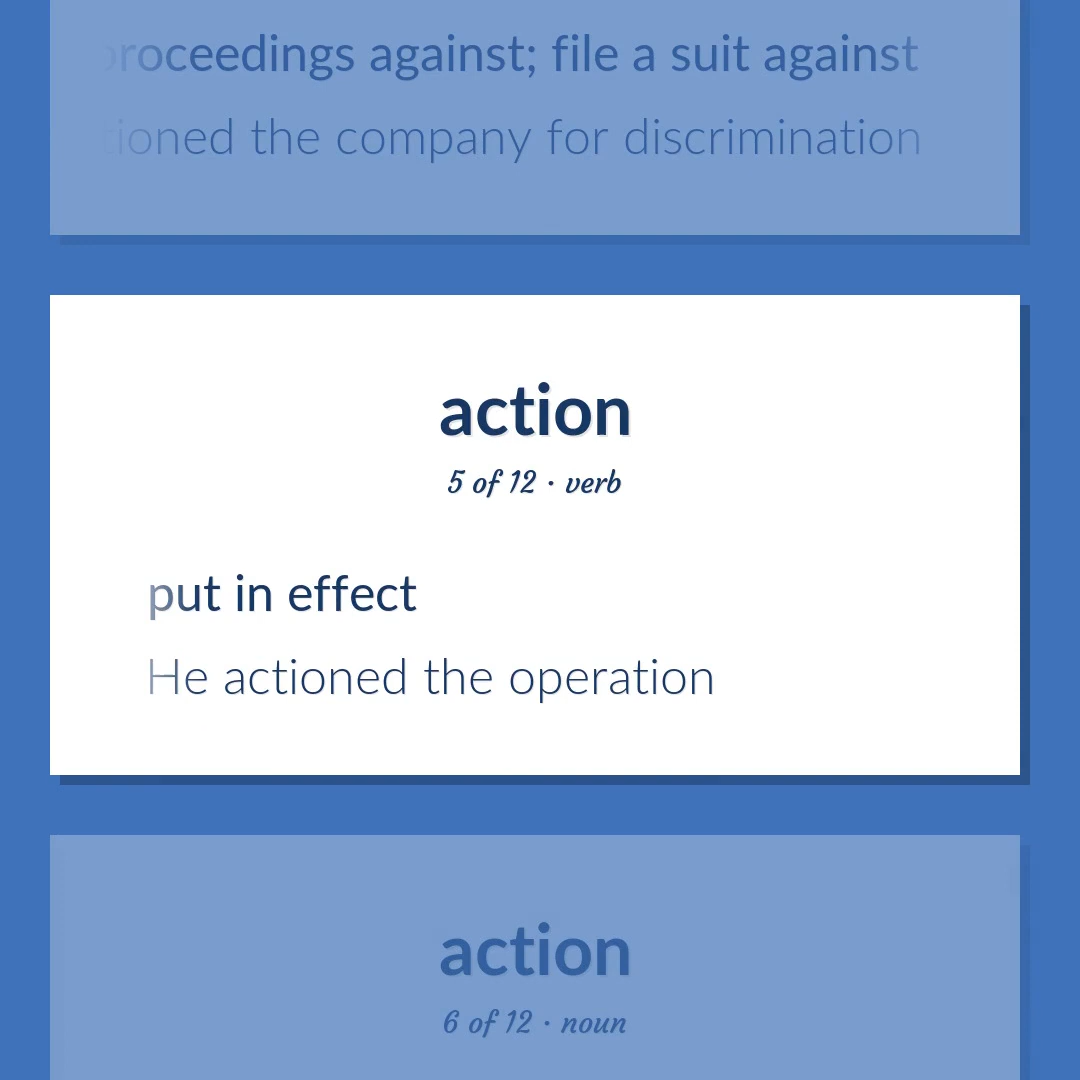 proceedings against; file a suit against
tioned the company for discrimination
action
5 of 12 · verb
put in effect
He actioned the operation
action
6 of 12 · noun